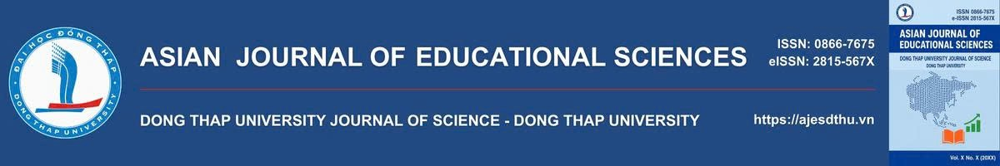 ĐẠI HỌC ĐỒNG THÁP
DONG THAP UNIVERSITY
ASIAN JOURNAL OF EDUCATIONAL SCIENCES
ISSN: 0866-7675
eISSN: 2815-567X
DONG THAP UNIVERSITY JOURNAL OF SCIENCE - DONG THAP UNIVERSITY
https://ajesdthu.vn
ISSN 0866-7675
e-ISSN 2815-567X
ASIAN JOURNAL OF
EDUCATIONAL SCIENCES
DONG THAP UNIVERSITY JOURNAL OF SCIENCE
DONG THAP UNIVERSITY
Vol. X No. X (20XX)